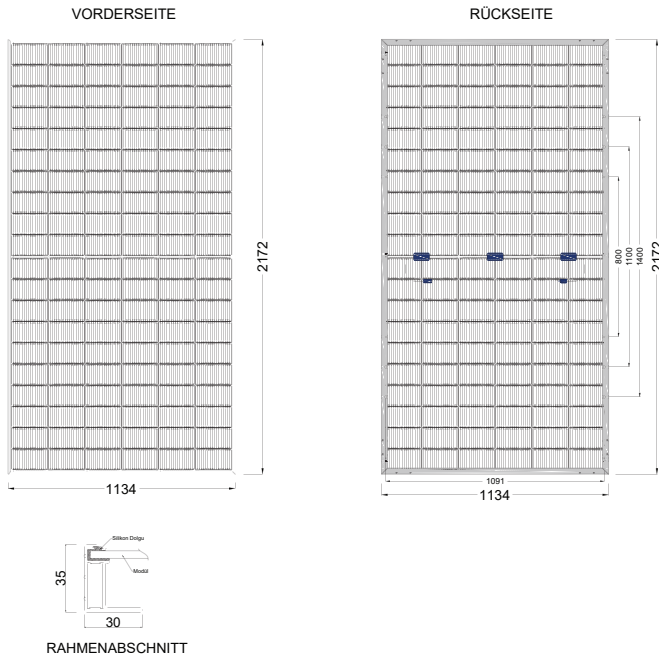 VORDERSEITE
2172
1134
RÜCKSEITE
800
1100
1400
2172
1091
1134
Silikon Dolgu
Modül
35
30
RAHMENABSCHNITT